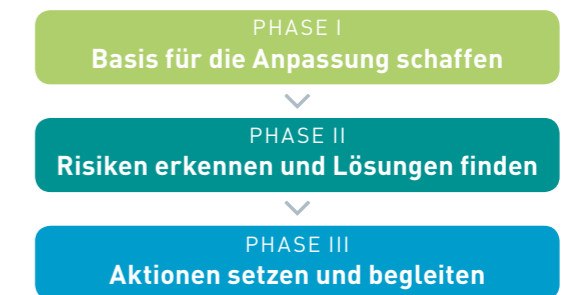 PHASE I
Basis für die Anpassung schaffen
PHASE II
Risiken erkennen und Lösungen finden
PHASE III
Aktionen setzen und begleiten